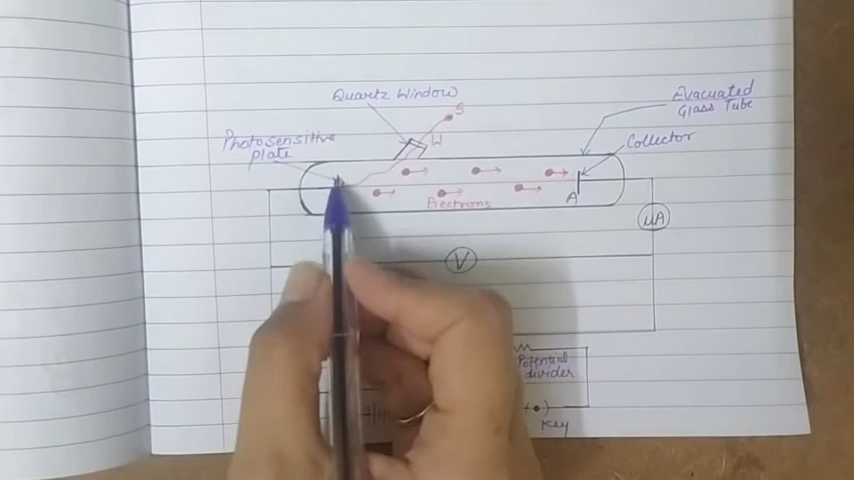 Quartz Window
S
Evacuated
Glass Tube
W
Photosensitive
plate
Collector
A
Electrons
μA
V
Potential
divider
Key